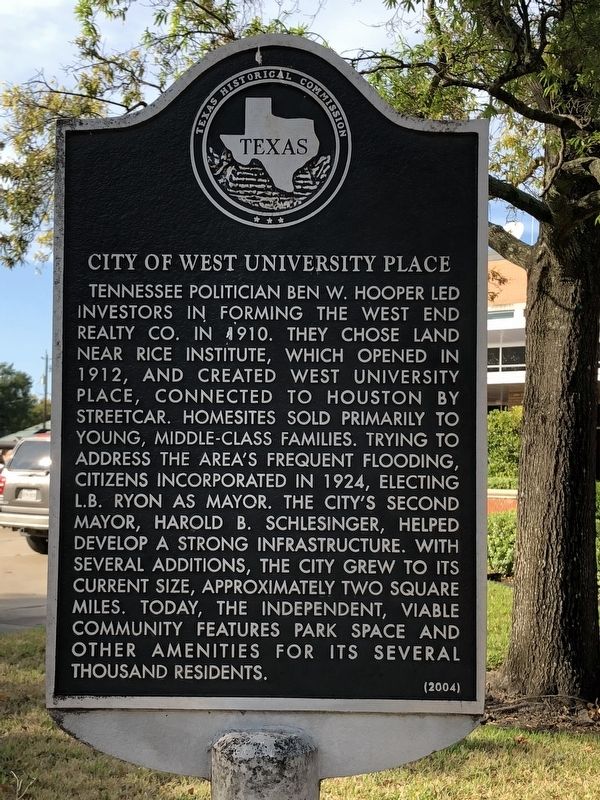 TEXAS HISTORICAL COMMISSION
TEXAS
CITY OF WEST UNIVERSITY PLACE
TENNESSEE POLITICIAN BEN W. HOOPER LED
INVESTORS IN FORMING THE WEST END
REALTY CO. IN 1910. THEY CHOSE LAND
NEAR RICE INSTITUTE, WHICH OPENED IN
1912, AND CREATED WEST UNIVERSITY
PLACE, CONNECTED TO HOUSTON BY
STREETCAR. HOMESITES SOLD PRIMARILY TO
YOUNG, MIDDLE-CLASS FAMILIES. TRYING TO
ADDRESS THE AREA'S FREQUENT FLOODING,
CITIZENS INCORPORATED IN 1924, ELECTING
L.B. RYON AS MAYOR. THE CITY'S SECOND
MAYOR, HAROLD B. SCHLESINGER, HELPED
DEVELOP A STRONG INFRASTRUCTURE. WITH
SEVERAL ADDITIONS, THE CITY GREW TO ITS
CURRENT SIZE, APPROXIMATELY TWO SQUARE
MILES. TODAY, THE INDEPENDENT, VIABLE
COMMUNITY FEATURES PARK SPACE AND
OTHER AMENITIES FOR ITS SEVERAL
THOUSAND RESIDENTS.
(2004)